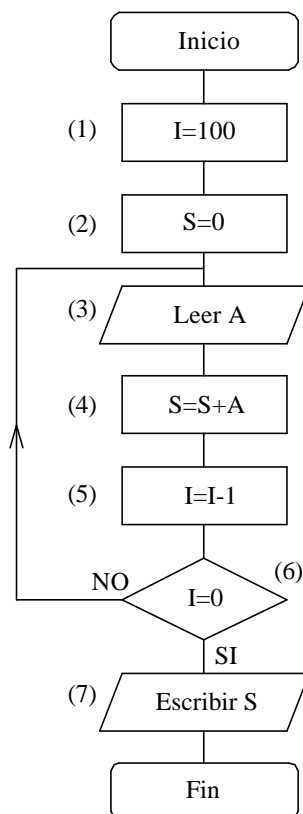 Inicio
(1) I=100
(2) S=0
(3) Leer A
(4) S=S+A
(5) I=I-1
(6)
NO I=0
SI
(7) Escribir S
Fin